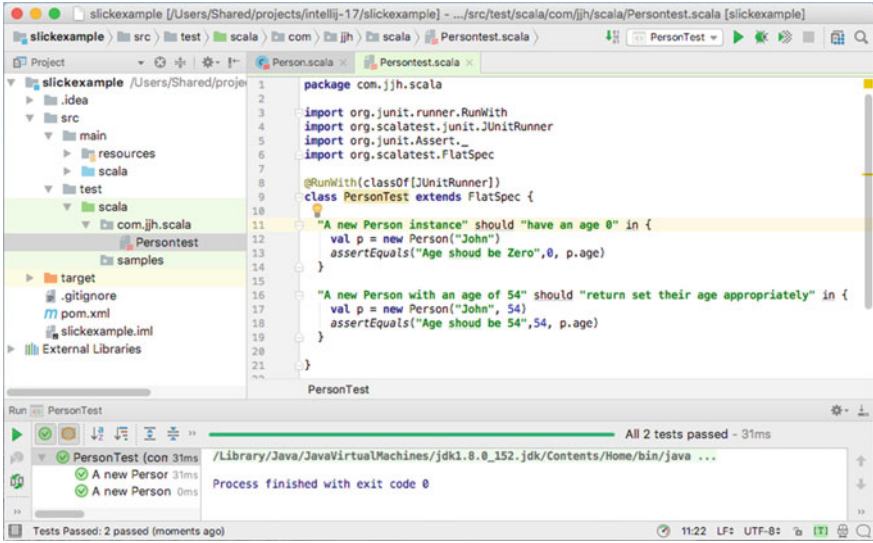 slickexample [/Users/Shared/projects/intellij-17/slickexample] - .../src/test/scala/com/jjh/scala/Persontest.scala [slickexample]
slickexample src test scala com jjh scala Persontest.scala PersonTest
Project Person.scala Persontest.scala
slickexample /Users/Shared/proje
.idea
src
main
resources
scala
test
scala
com.jjh.scala
Persontest
samples
target
.gitignore
pom.xml
slickexample.iml
External Libraries
1 package com.jjh.scala
2
3 import org.junit.runner.RunWith
4 import org.scalatest.junit.JUnitRunner
5 import org.junit.Assert._
6 import org.scalatest.FlatSpec
7
8 @RunWith(classOf[JUnitRunner])
9 class PersonTest extends FlatSpec {
10
11 "A new Person instance" should "have an age 0" in {
12 val p = new Person("John")
13 assertEquals("Age shoud be Zero",0, p.age)
14 }
15
16 "A new Person with an age of 54" should "return set their age appropriately" in {
17 val p = new Person("John", 54)
18 assertEquals("Age shoud be 54",54, p.age)
19 }
20
21 }
22
PersonTest
Run PersonTest
All 2 tests passed - 31ms
PersonTest (con 31ms
A new Persor 31ms
A new Person 0ms
/Library/Java/JavaVirtualMachines/jdk1.8.0_152.jdk/Contents/Home/bin/java ...
Process finished with exit code 0
Tests Passed: 2 passed (moments ago) 11:22 LF÷ UTF-8÷ [T]